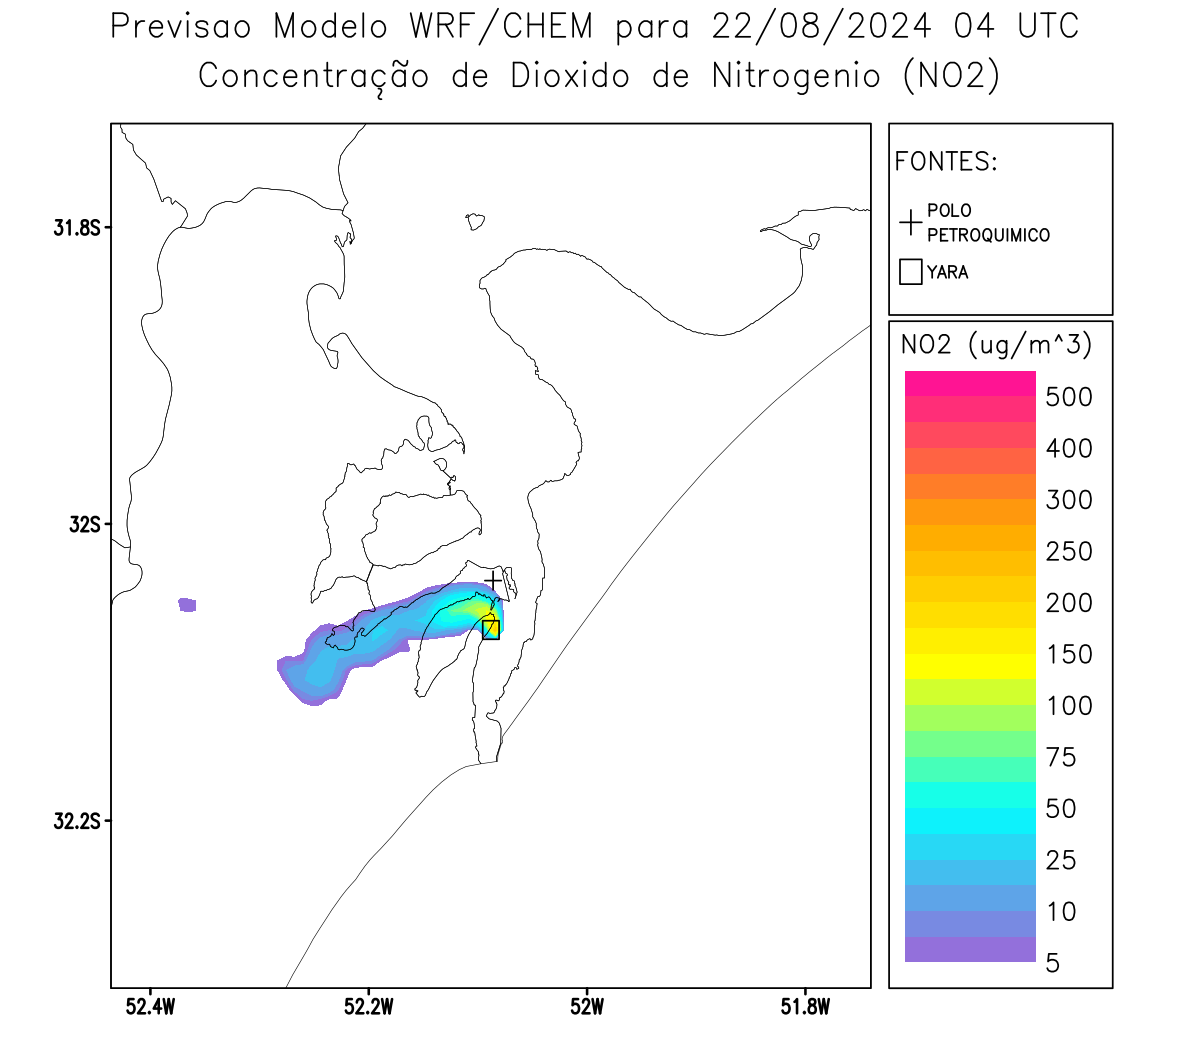 Previsao Modelo WRF/CHEM para 22/08/2024 04 UTC
Concentração de Dioxido de Nitrogenio (NO2)
FONTES:
POLO
PETROQUIMICO
YARA
NO2 (ug/m^3)
500
400
300
250
200
150
100
75
50
25
10
5
31.8S
32S
32.2S
52.4W
52.2W
52W
51.8W